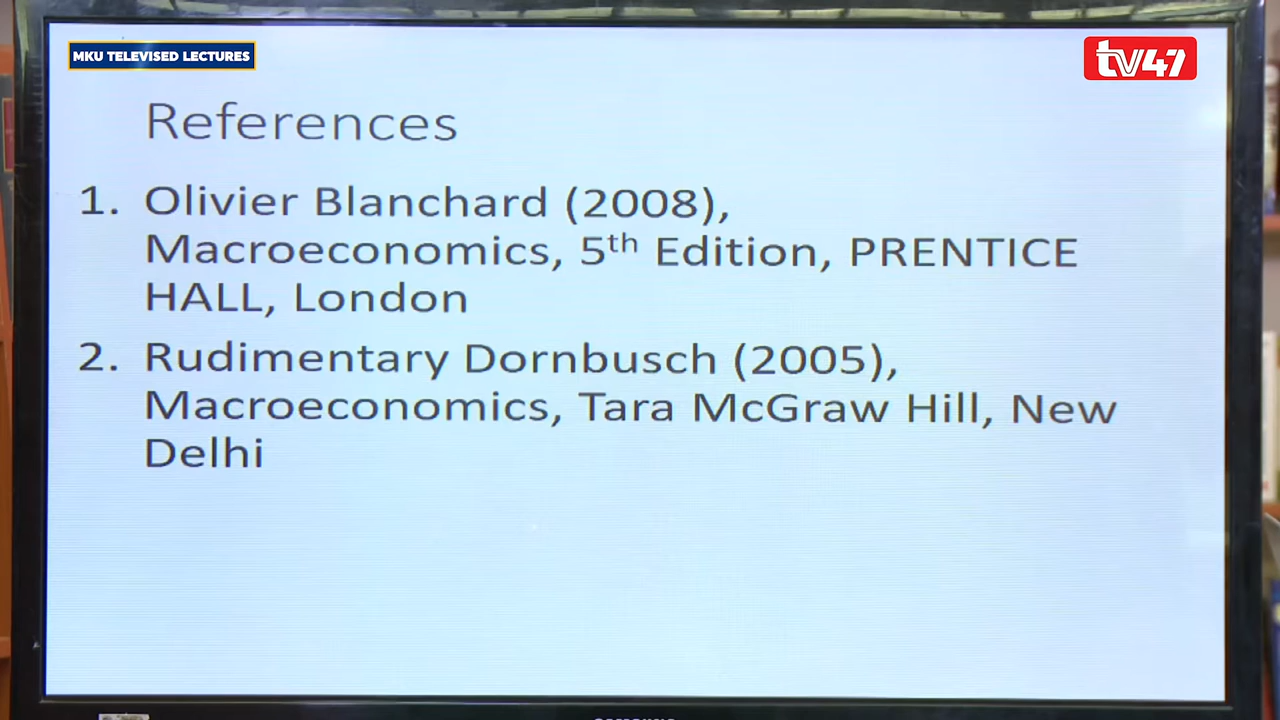 MKU TELEVISED LECTURES
tv47
References
1. Olivier Blanchard (2008),
Macroeconomics, 5th Edition, PRENTICE
HALL, London
2. Rudimentary Dornbusch (2005),
Macroeconomics, Tara McGraw Hill, New
Delhi